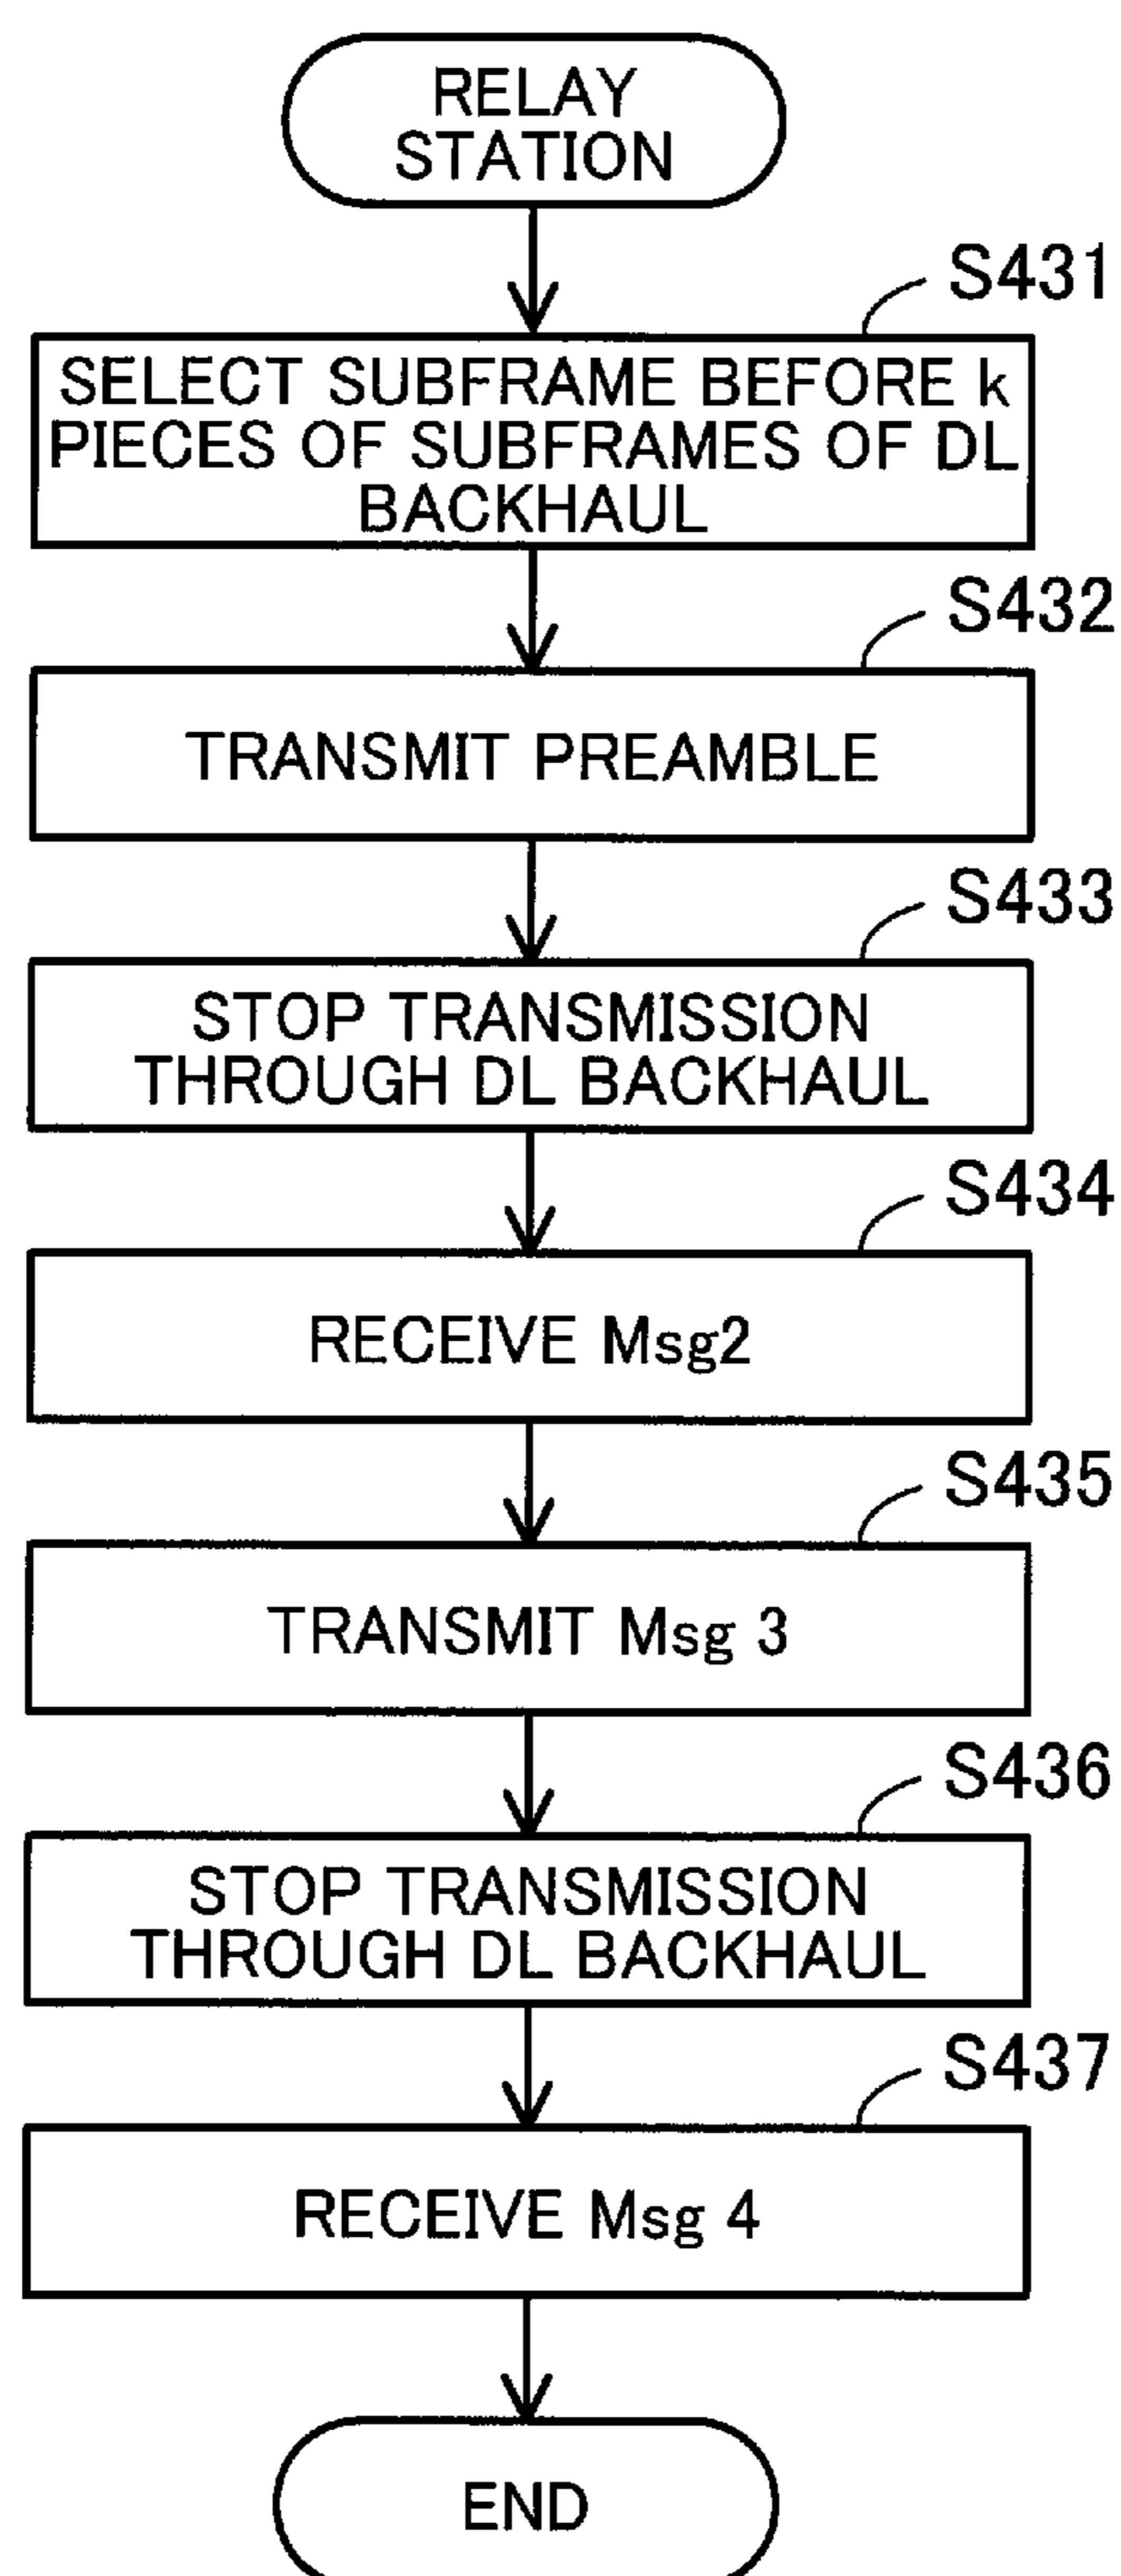 RELAY
STATION
S431
SELECT SUBFRAME BEFORE k
PIECES OF SUBFRAMES OF DL
BACKHAUL
S432
TRANSMIT PREAMBLE
S433
STOP TRANSMISSION
THROUGH DL BACKHAUL
S434
RECEIVE Msg2
S435
TRANSMIT Msg 3
S436
STOP TRANSMISSION
THROUGH DL BACKHAUL
S437
RECEIVE Msg 4
END